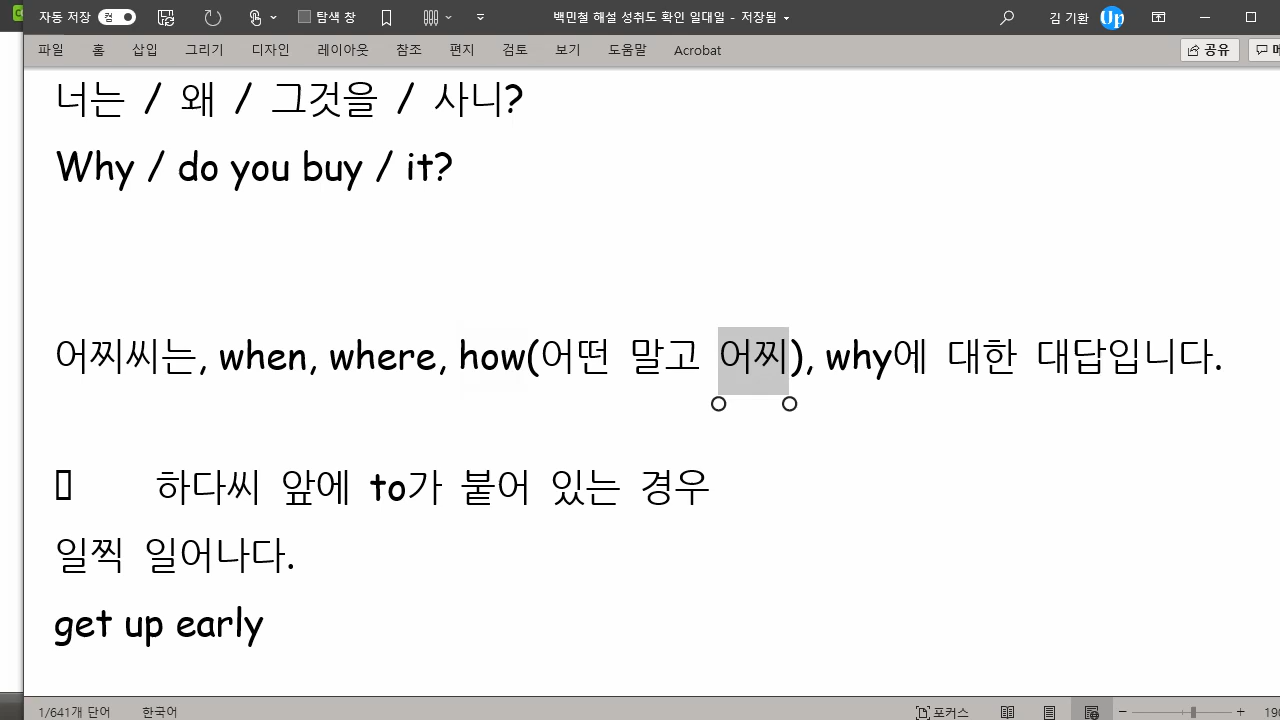 자동 저장 컴 탐색 창 백민철 해설 성취도 확인 일대일 - 저장됨 김 기환 Up
파일 홈 삽입 그리기 디자인 레이아웃 참조 편지 검토 보기 도움말 Acrobat 공유
너는 / 왜 / 그것을 / 사니?
Why / do you buy / it?
어찌씨는, when, where, how(어떤 말고 어찌), why에 대한 대답입니다.
하다씨 앞에 to가 붙어 있는 경우
일찍 일어나다.
get up early
1/641개 단어 한국어 포커스